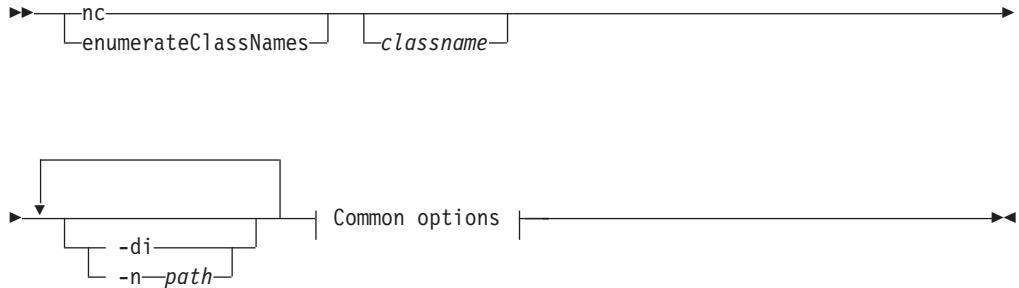 nc
enumerateClassNames
classname
-di
-n path
Common options